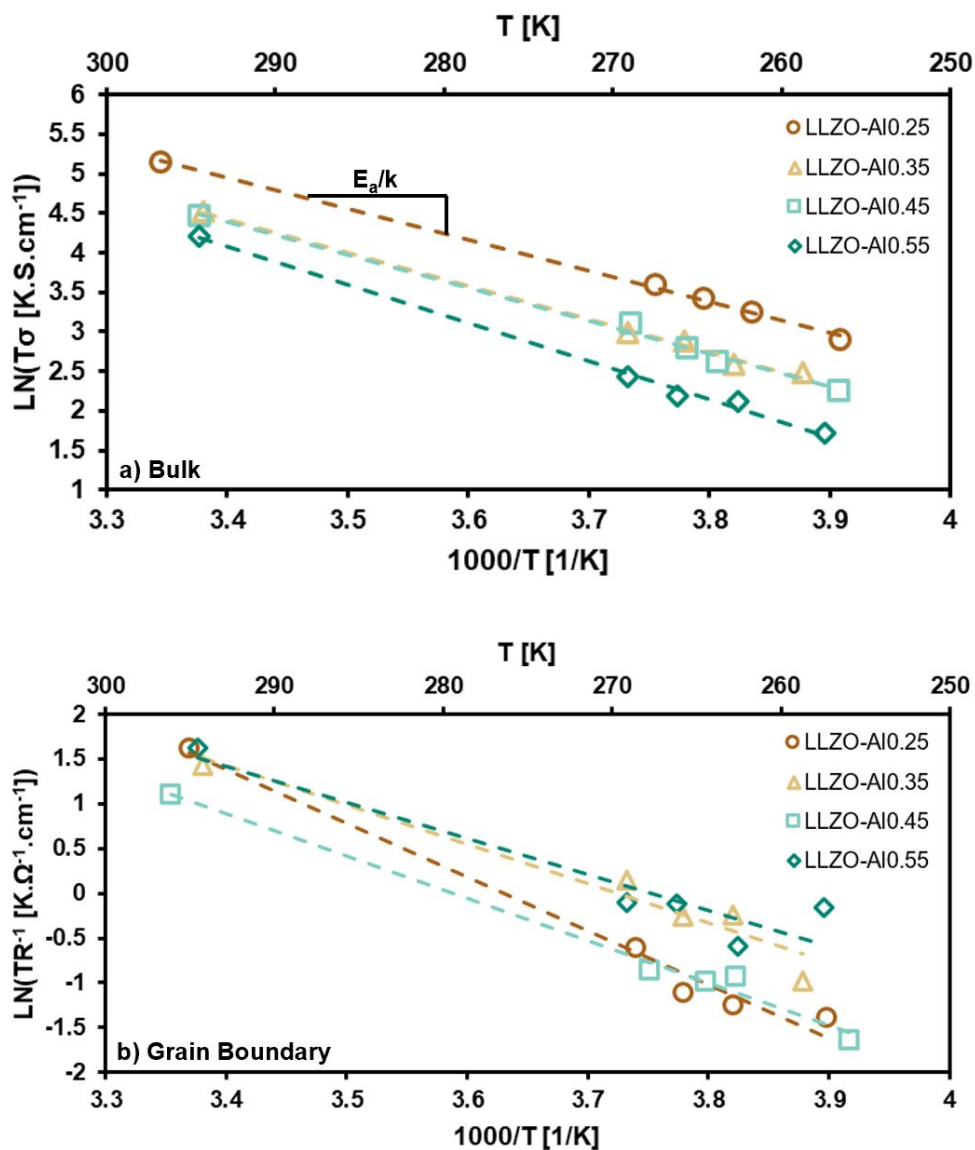 T [K]
300 290 280 270 260 250
6
5.5
5
4.5
4
3.5
3
2.5
2
1.5
1
LN(Tσ [K.S.cm⁻¹])
Eₐ/k
LLZO-Al0.25
LLZO-Al0.35
LLZO-Al0.45
LLZO-Al0.55
a) Bulk
3.3 3.4 3.5 3.6 3.7 3.8 3.9 4
1000/T [1/K]
T [K]
300 290 280 270 260 250
2
1.5
1
0.5
0
-0.5
-1
-1.5
-2
LN(TR⁻¹ [K.Ω⁻¹.cm⁻¹])
LLZO-Al0.25
LLZO-Al0.35
LLZO-Al0.45
LLZO-Al0.55
b) Grain Boundary
3.3 3.4 3.5 3.6 3.7 3.8 3.9 4
1000/T [1/K]